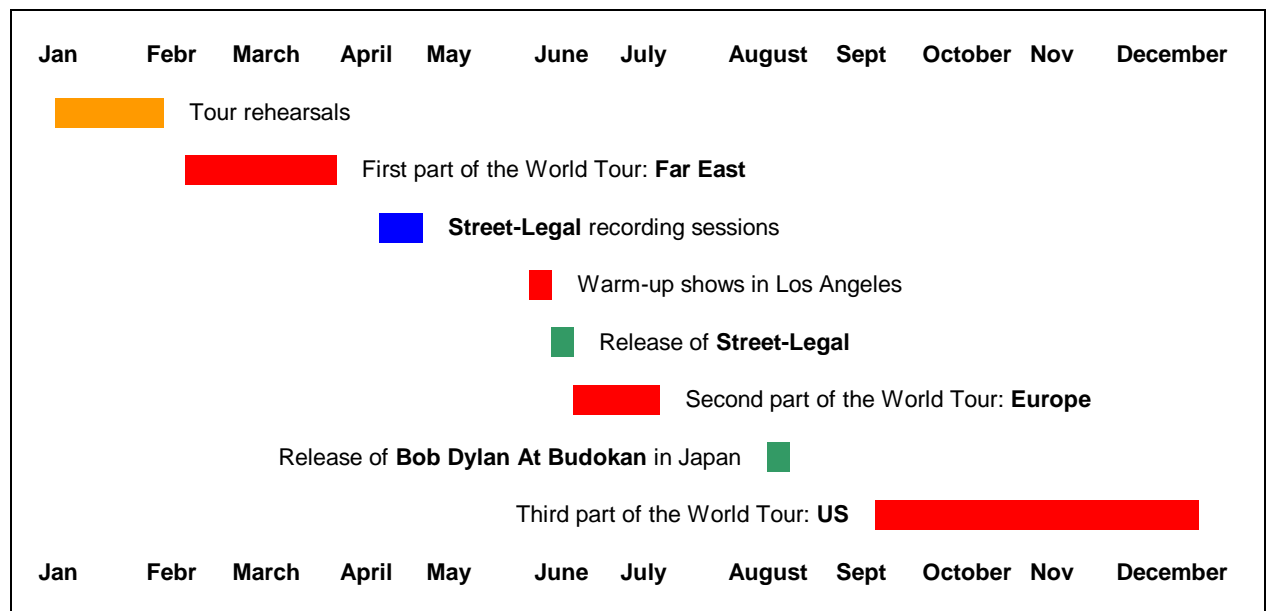 Jan Febr March April May June July August Sept October Nov December
Tour rehearsals
First part of the World Tour: Far East
Street-Legal recording sessions
Warm-up shows in Los Angeles
Release of Street-Legal
Second part of the World Tour: Europe
Release of Bob Dylan At Budokan in Japan
Third part of the World Tour: US
Jan Febr March April May June July August Sept October Nov December